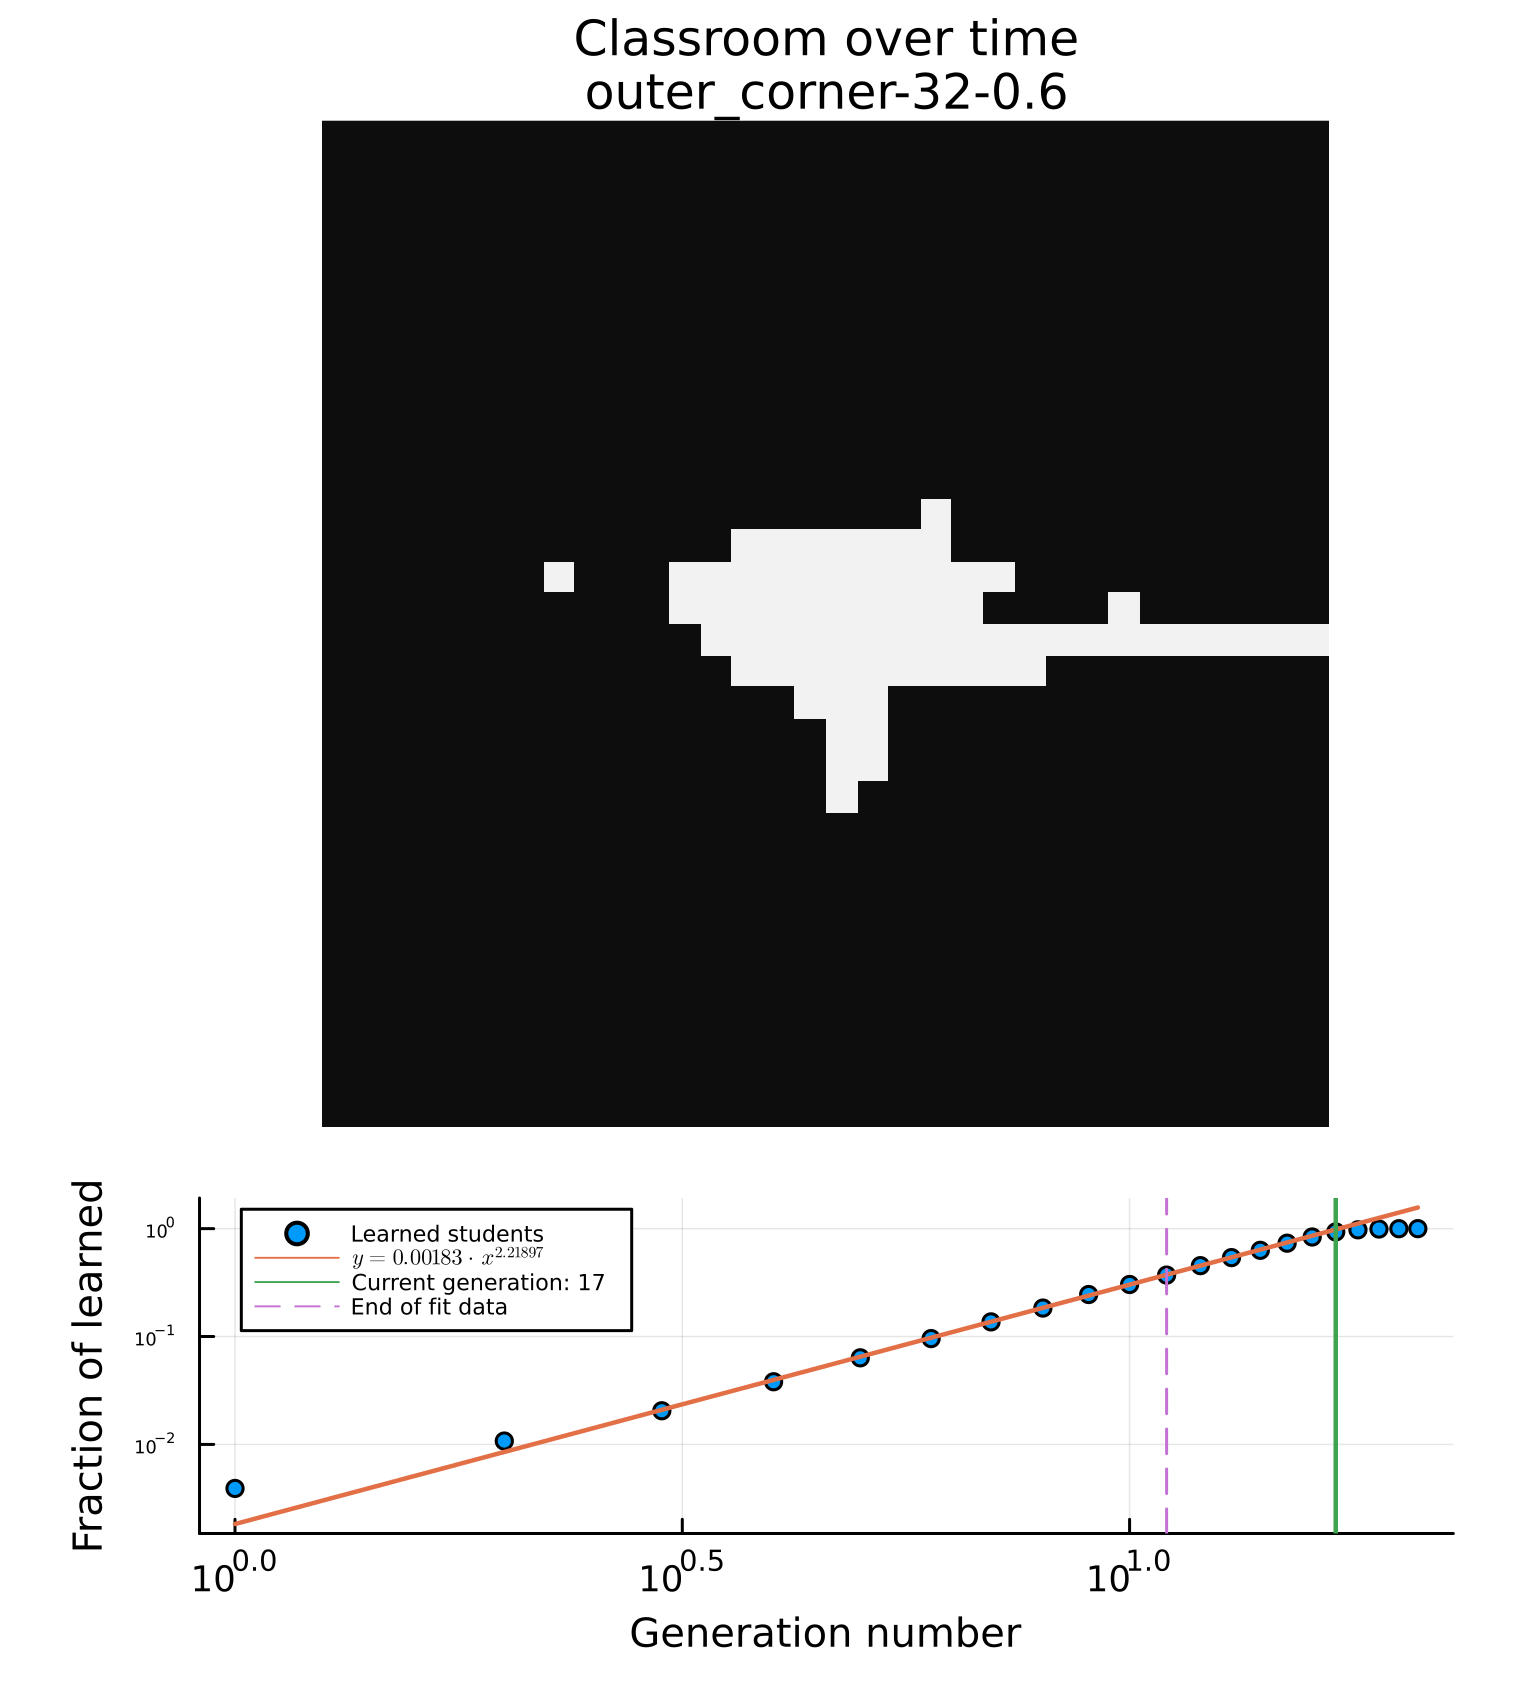 Classroom over time
outer_corner-32-0.6
Fraction of learned
10^0
10^-1
10^-2
Learned students
y = 0.00183 · x^2.21897
Current generation: 17
End of fit data
10^0.0
10^0.5
10^1.0
Generation number